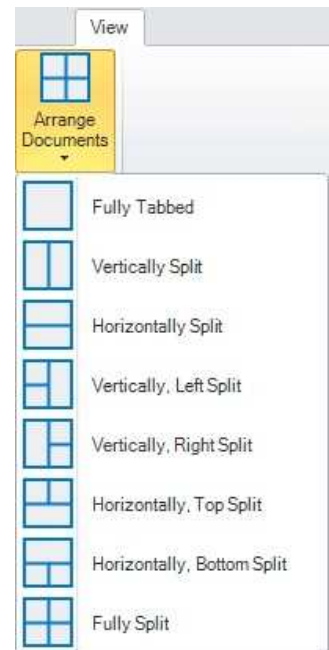 View
Arrange
Documents
Fully Tabbed
Vertically Split
Horizontally Split
Vertically, Left Split
Vertically, Right Split
Horizontally, Top Split
Horizontally, Bottom Split
Fully Split